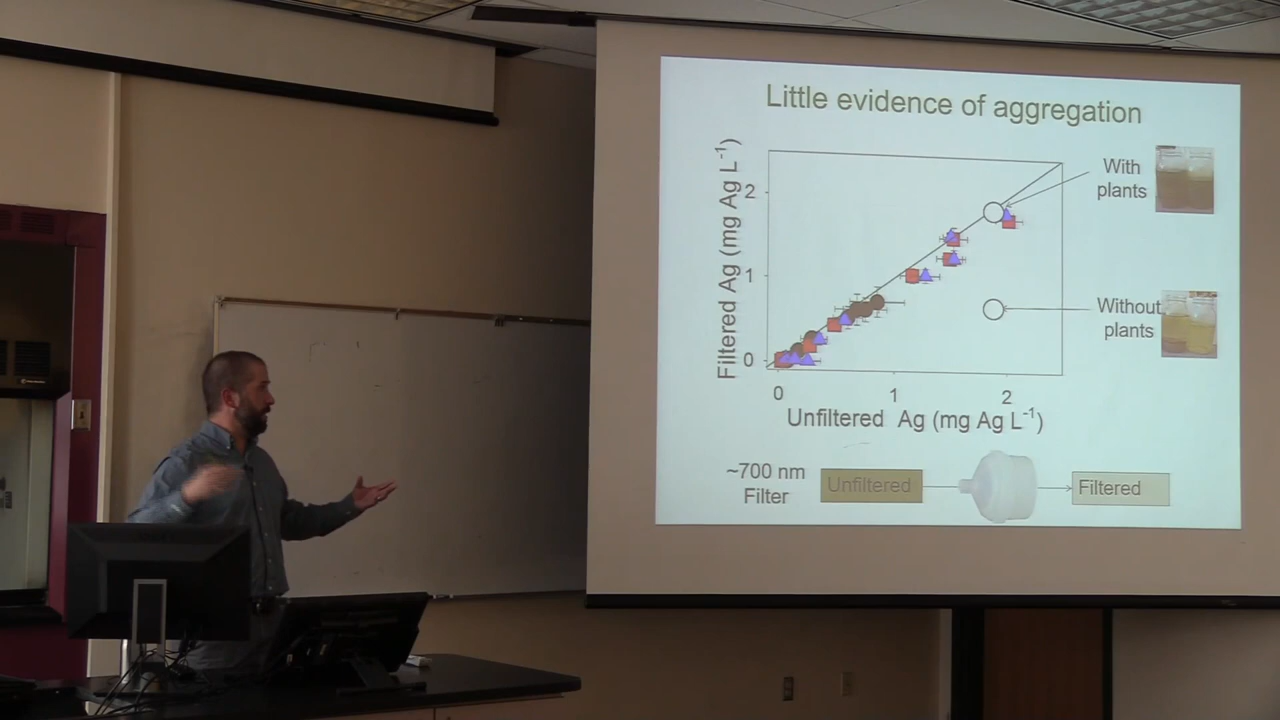 Little evidence of aggregation
Filtered Ag (mg Ag L⁻¹)
2
1
0
0
1
2
Unfiltered Ag (mg Ag L⁻¹)
With
plants
Without
plants
~700 nm
Filter
Unfiltered
Filtered